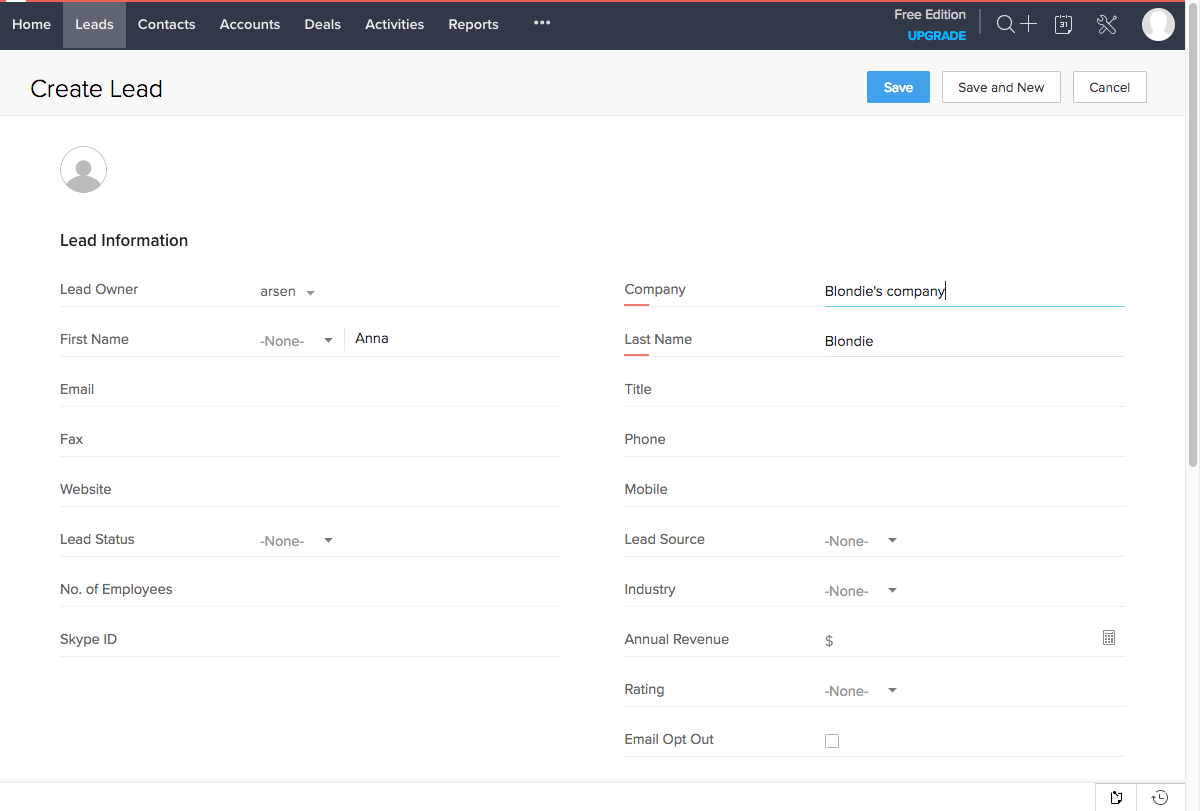 Home Leads Contacts Accounts Deals Activities Reports ••• Free Edition
UPGRADE
31
Create Lead Save Save and New Cancel
Lead Information
Lead Owner arsen Company Blondie's company
First Name -None- Anna Last Name Blondie
Email Title
Fax Phone
Website Mobile
Lead Status -None- Lead Source -None-
No. of Employees Industry -None-
Skype ID Annual Revenue $
Rating -None-
Email Opt Out